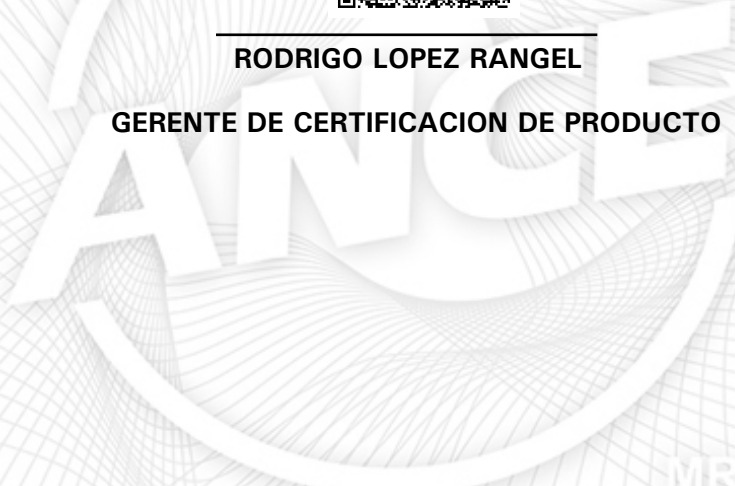 RODRIGO LOPEZ RANGEL
GERENTE DE CERTIFICACION DE PRODUCTO
ANCE
MR